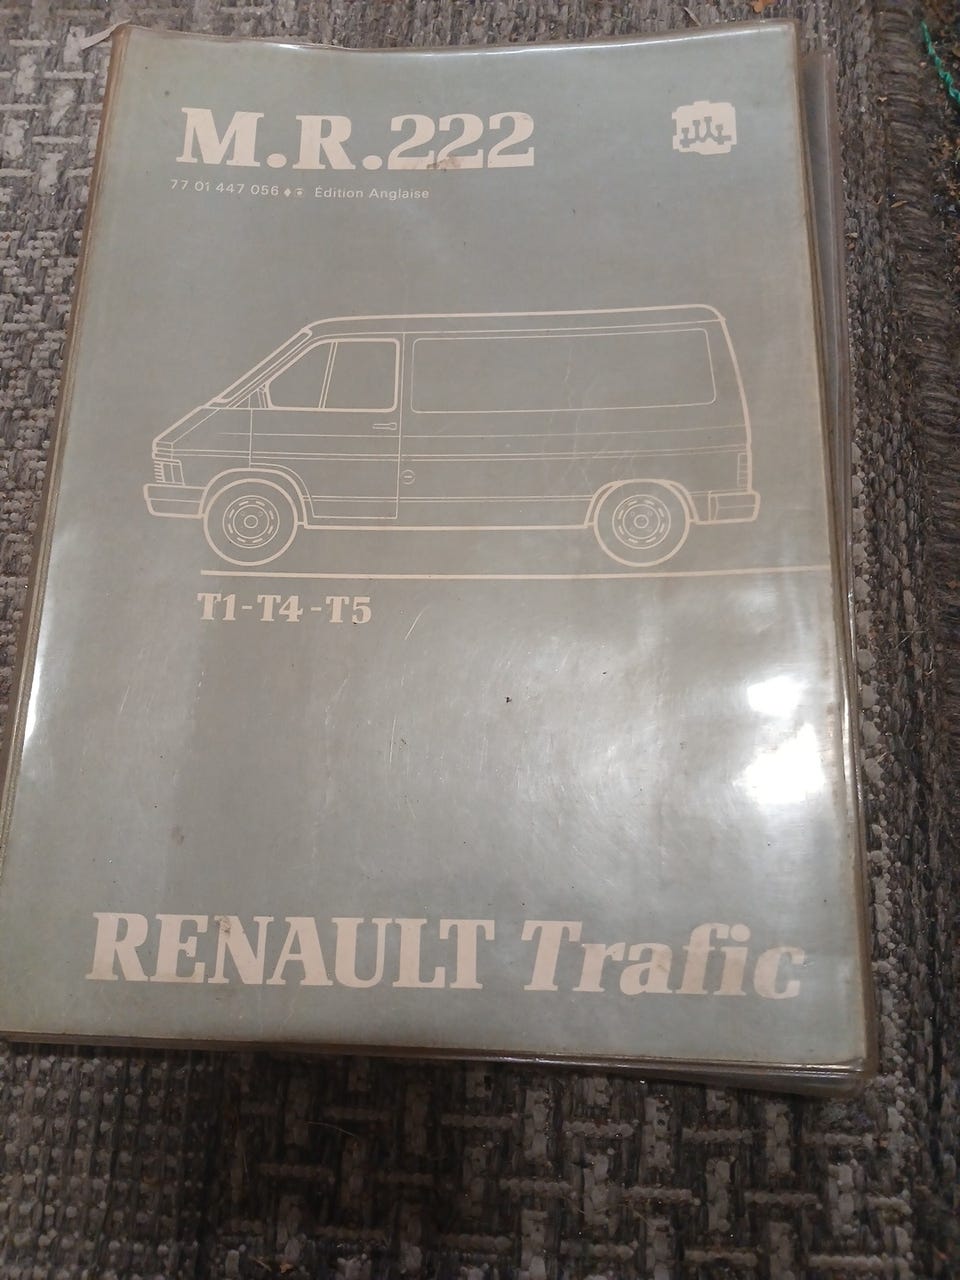 M.R.222
77 01 447 056 Édition Anglaise
T1-T4-T5
RENAULT Trafic